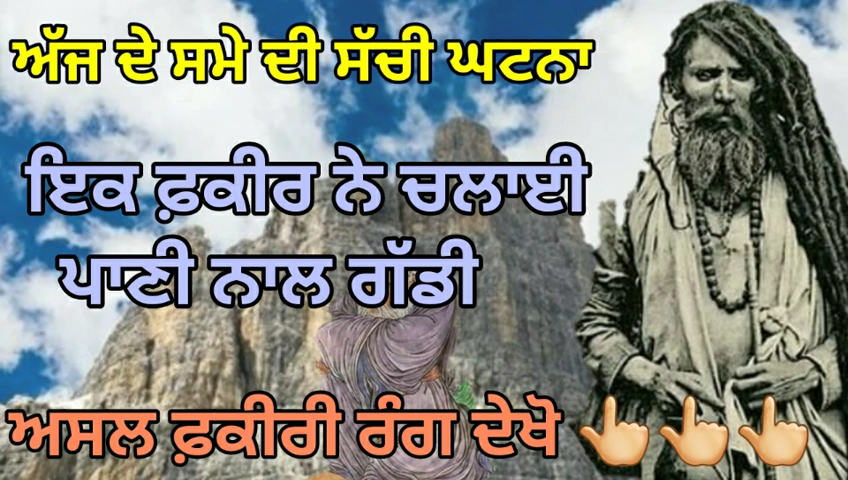 ਅੱਜ ਦੇ ਸਮੇ ਦੀ ਸੱਚੀ ਘਟਨਾ
ਇਕ ਫ਼ਕੀਰ ਨੇ ਚਲਾਈ
ਪਾਣੀ ਨਾਲ ਗੱਡੀ
ਅਸਲ ਫ਼ਕੀਰੀ ਰੰਗ ਦੇਖੋ 👆🏻👆🏻👆🏻